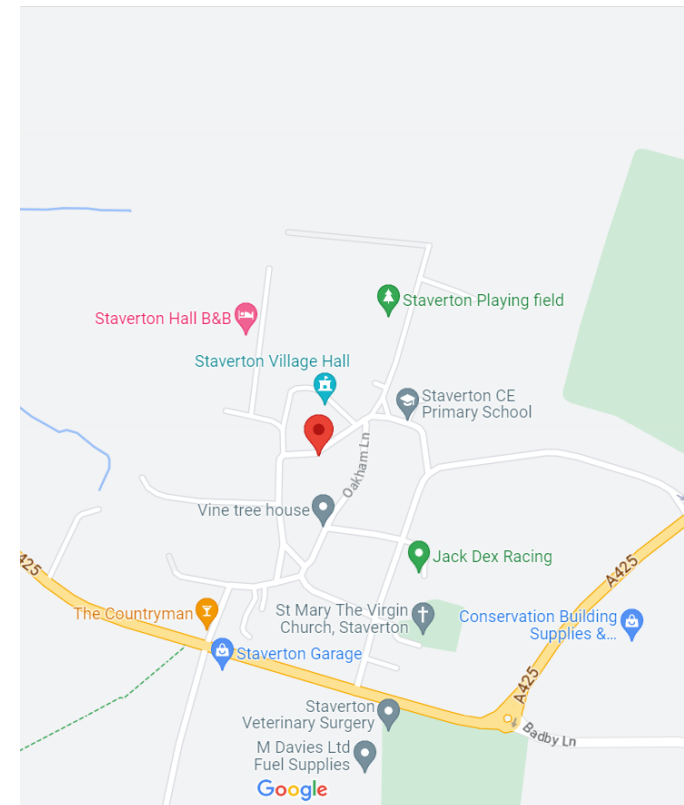 Staverton Playing field
Staverton Hall B&B
Staverton Village Hall
Staverton CE
Primary School
Oakham Ln
Vine tree house
Jack Dex Racing
A425
425
The Countryman
St Mary The Virgin
Church, Staverton
Conservation Building
Supplies &...
Staverton Garage
A425
Staverton
Veterinary Surgery
Badby Ln
M Davies Ltd
Fuel Supplies
Google